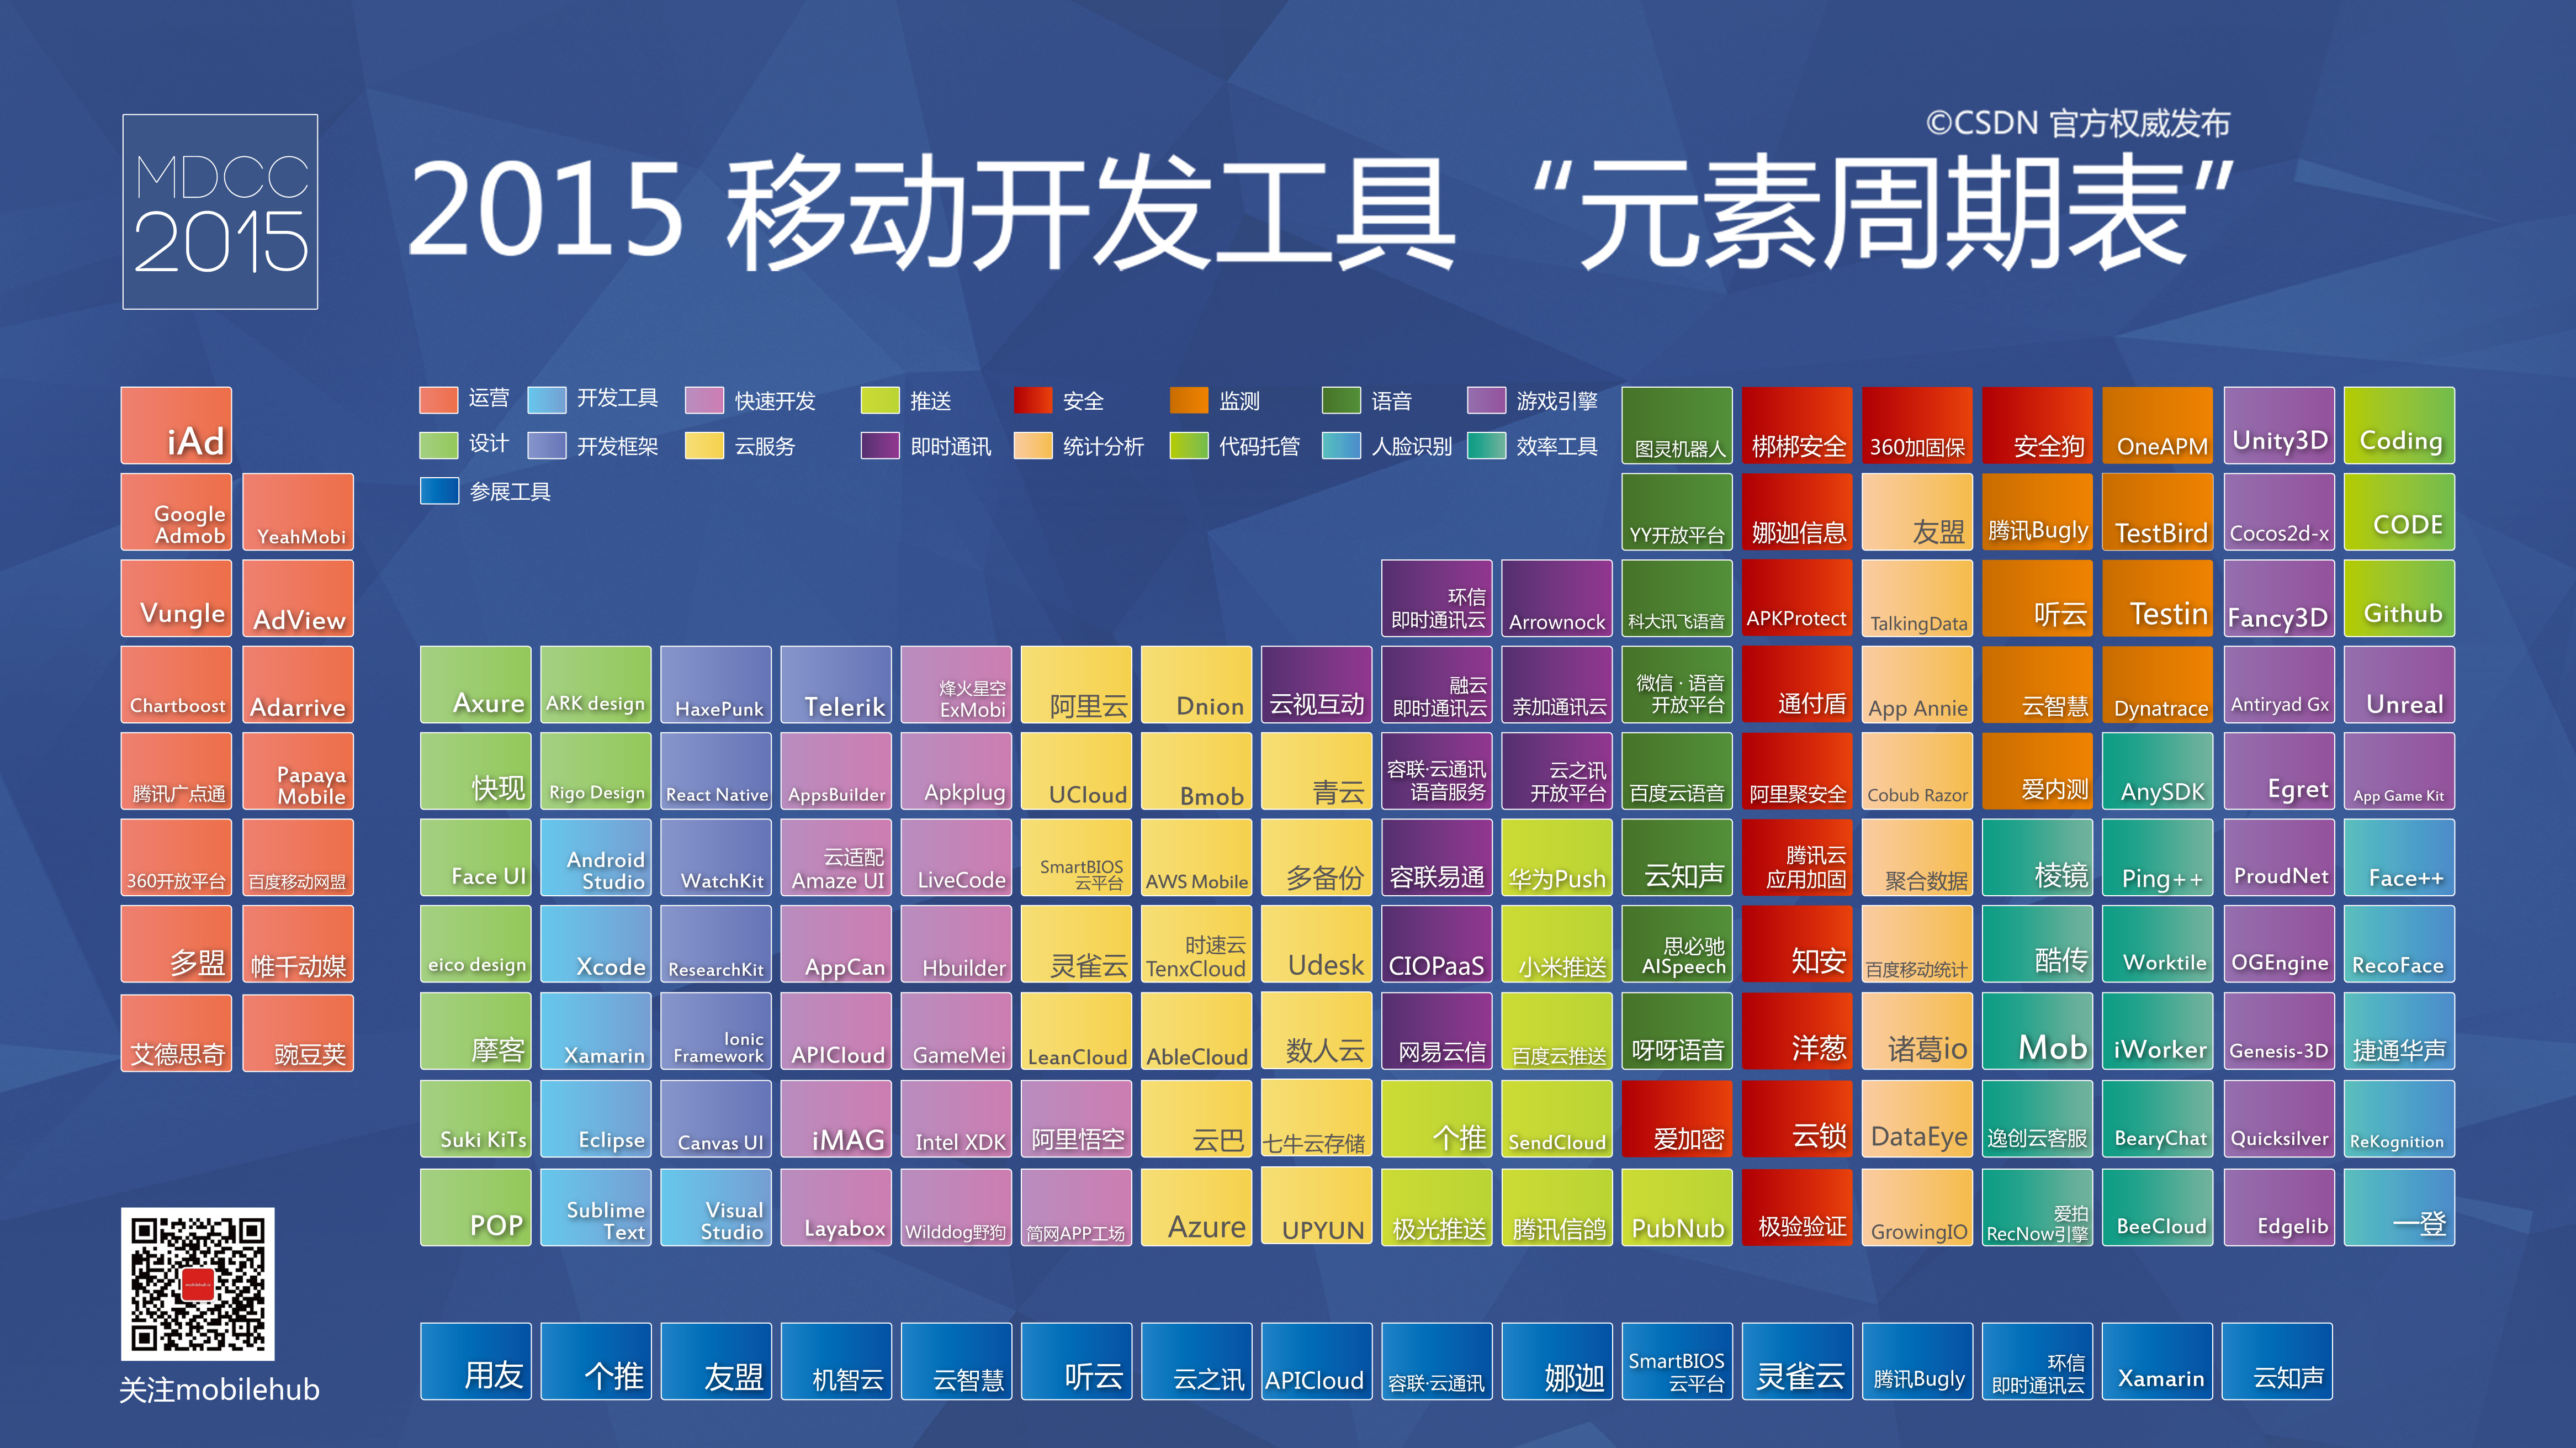 ©CSDN 官方权威发布
MDCC
2015
2015 移动开发工具 “元素周期表”
运营
开发工具
快速开发
推送
安全
监测
语音
游戏引擎
设计
开发框架
云服务
即时通讯
统计分析
代码托管
人脸识别
效率工具
参展工具
iAd
图灵机器人
梆梆安全
360加固保
安全狗
OneAPM
Unity3D
Coding
Google
Admob
YeahMobi
YY开放平台
娜迦信息
友盟
腾讯Bugly
TestBird
Cocos2d-x
CODE
Vungle
AdView
环信
即时通讯云
Arrownock
科大讯飞语音
APKProtect
TalkingData
听云
Testin
Fancy3D
Github
Chartboost
Adarrive
Axure
ARK design
HaxePunk
Telerik
烽火星空
ExMobi
阿里云
Dnion
云视互动
融云
即时通讯云
亲加通讯云
微信 · 语音
开放平台
通付盾
App Annie
云智慧
Dynatrace
Antiryad Gx
Unreal
腾讯广点通
Papaya
Mobile
快现
Rigo Design
React Native
AppsBuilder
Apkplug
UCloud
Bmob
青云
容联·云通讯
语音服务
云之讯
开放平台
百度云语音
阿里聚安全
Cobub Razor
爱内测
AnySDK
Egret
App Game Kit
360开放平台
百度移动网盟
Face UI
Android
Studio
WatchKit
云适配
Amaze UI
LiveCode
SmartBIOS
云平台
AWS Mobile
多备份
容联易通
华为Push
云知声
腾讯云
应用加固
聚合数据
棱镜
Ping++
ProudNet
Face++
多盟
帷千动媒
eico design
Xcode
ResearchKit
AppCan
Hbuilder
灵雀云
时速云
TenxCloud
Udesk
CIOPaaS
小米推送
思必驰
AISpeech
知安
百度移动统计
酷传
Worktile
OGEngine
RecoFace
艾德思奇
豌豆荚
摩客
Xamarin
Ionic
Framework
APICloud
GameMei
LeanCloud
AbleCloud
数人云
网易云信
百度云推送
呀呀语音
洋葱
诸葛io
Mob
iWorker
Genesis-3D
捷通华声
Suki KiTs
Eclipse
Canvas UI
iMAG
Intel XDK
阿里悟空
云巴
七牛云存储
个推
SendCloud
爱加密
云锁
DataEye
逸创云客服
BearyChat
Quicksilver
ReKognition
POP
Sublime
Text
Visual
Studio
Layabox
Wilddog野狗
简网APP工场
Azure
UPYUN
极光推送
腾讯信鸽
PubNub
极验验证
GrowingIO
爱拍
RecNow引擎
BeeCloud
Edgelib
一登
关注mobilehub
用友
个推
友盟
机智云
云智慧
听云
云之讯
APICloud
容联·云通讯
娜迦
SmartBIOS
云平台
灵雀云
腾讯Bugly
环信
即时通讯云
Xamarin
云知声